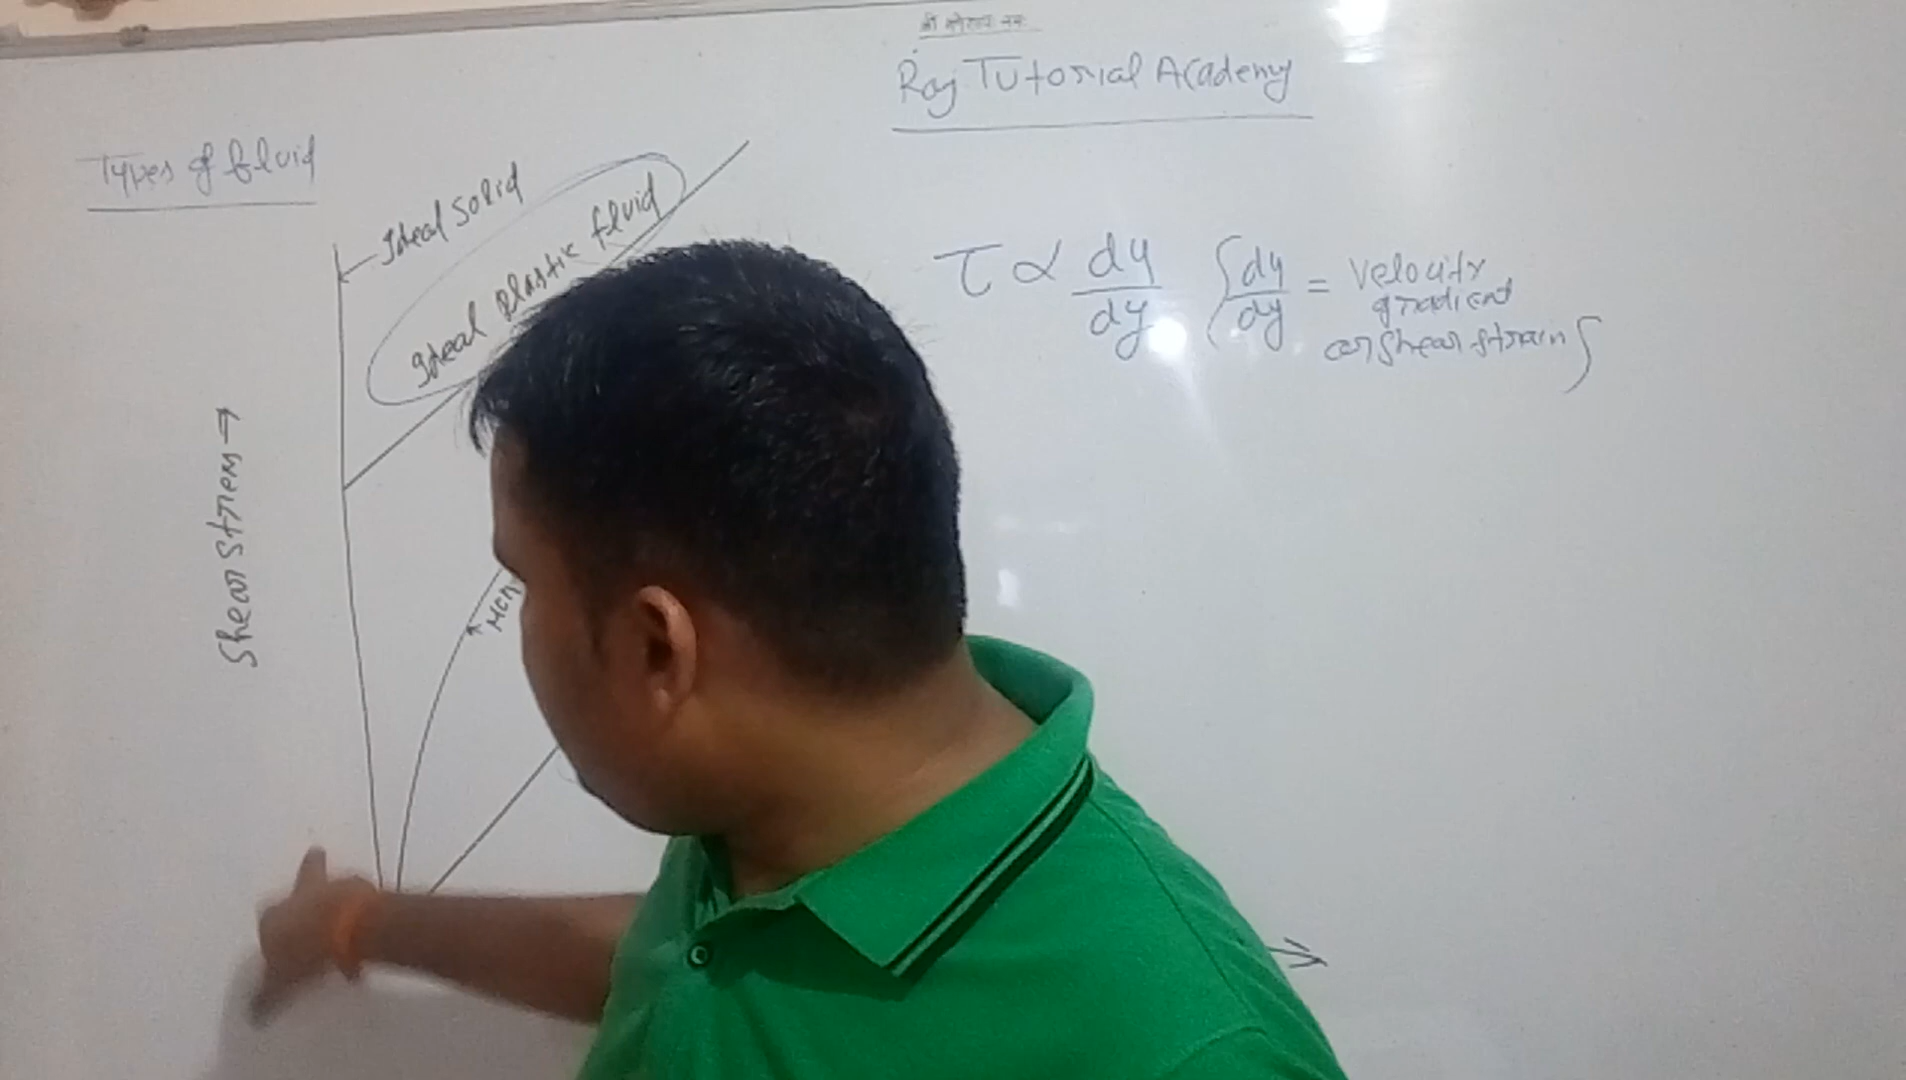 Raj Tutorial Academy
Types of fluid
Ideal solid
Ideal plastic fluid
Shear Stress →
τ ∝ du/dy { du/dy = Velocity
gradient
or shear strain }